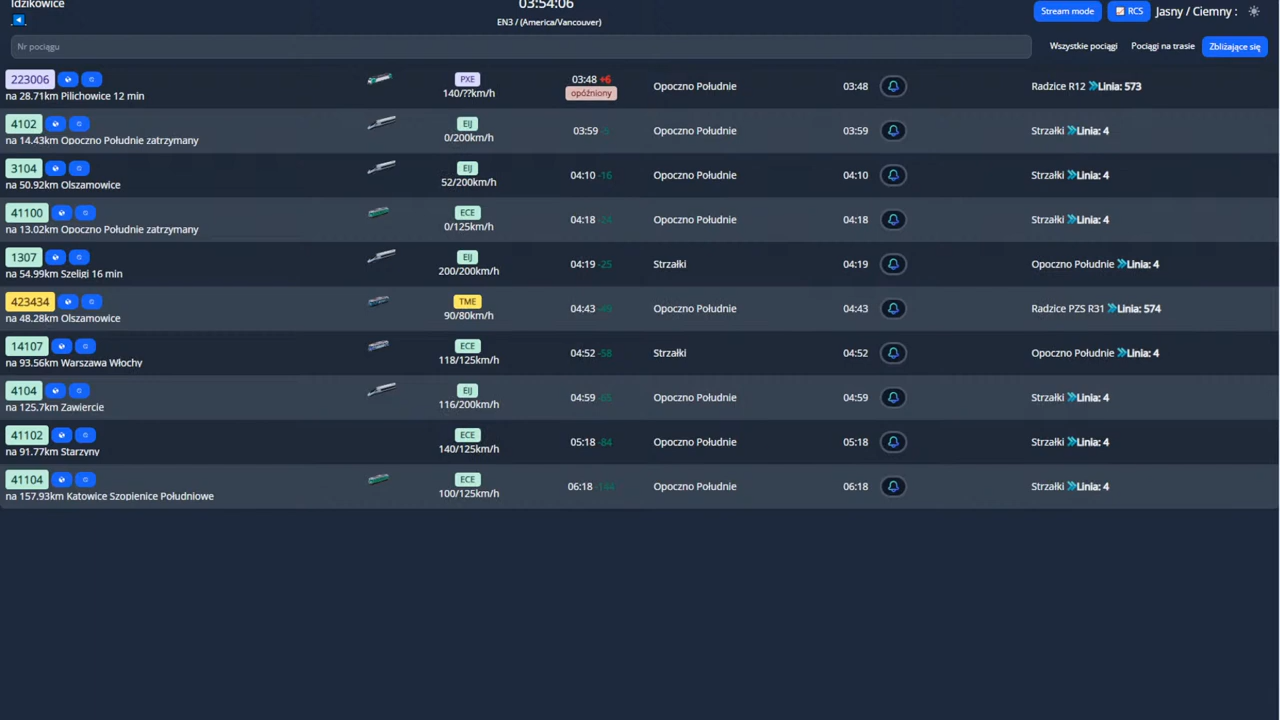 Idzikowice
03:54:06
EN3 / (America/Vancouver)
Stream mode
RCS
Jasny / Ciemny :
Nr pociągu
Wszystkie pociągi
Pociągi na trasie
Zbliżające się
223006 PXE 03:48 +6 Opoczno Południe 03:48 Radzice R12 Linia: 573
na 28.71km Pilichowice 12 min 140/??km/h opóźniony
4102 EIJ 03:59 -5 Opoczno Południe 03:59 Strzałki Linia: 4
na 14.43km Opoczno Południe zatrzymany 0/200km/h
3104 EIJ 04:10 -16 Opoczno Południe 04:10 Strzałki Linia: 4
na 50.92km Olszamowice 52/200km/h
41100 ECE 04:18 -24 Opoczno Południe 04:18 Strzałki Linia: 4
na 13.02km Opoczno Południe zatrzymany 0/125km/h
1307 EIJ 04:19 -25 Strzałki 04:19 Opoczno Południe Linia: 4
na 54.99km Szeligi 16 min 200/200km/h
423434 TME 04:43 Opoczno Południe 04:43 Radzice PZS R31 Linia: 574
na 48.28km Olszamowice 90/80km/h
14107 ECE 04:52 -58 Strzałki 04:52 Opoczno Południe Linia: 4
na 93.56km Warszawa Włochy 118/125km/h
4104 EIJ 04:59 Opoczno Południe 04:59 Strzałki Linia: 4
na 125.7km Zawiercie 116/200km/h
41102 ECE 05:18 -84 Opoczno Południe 05:18 Strzałki Linia: 4
na 91.77km Starzyny 140/125km/h
41104 ECE 06:18 Opoczno Południe 06:18 Strzałki Linia: 4
na 157.93km Katowice Szopienice Południowe 100/125km/h